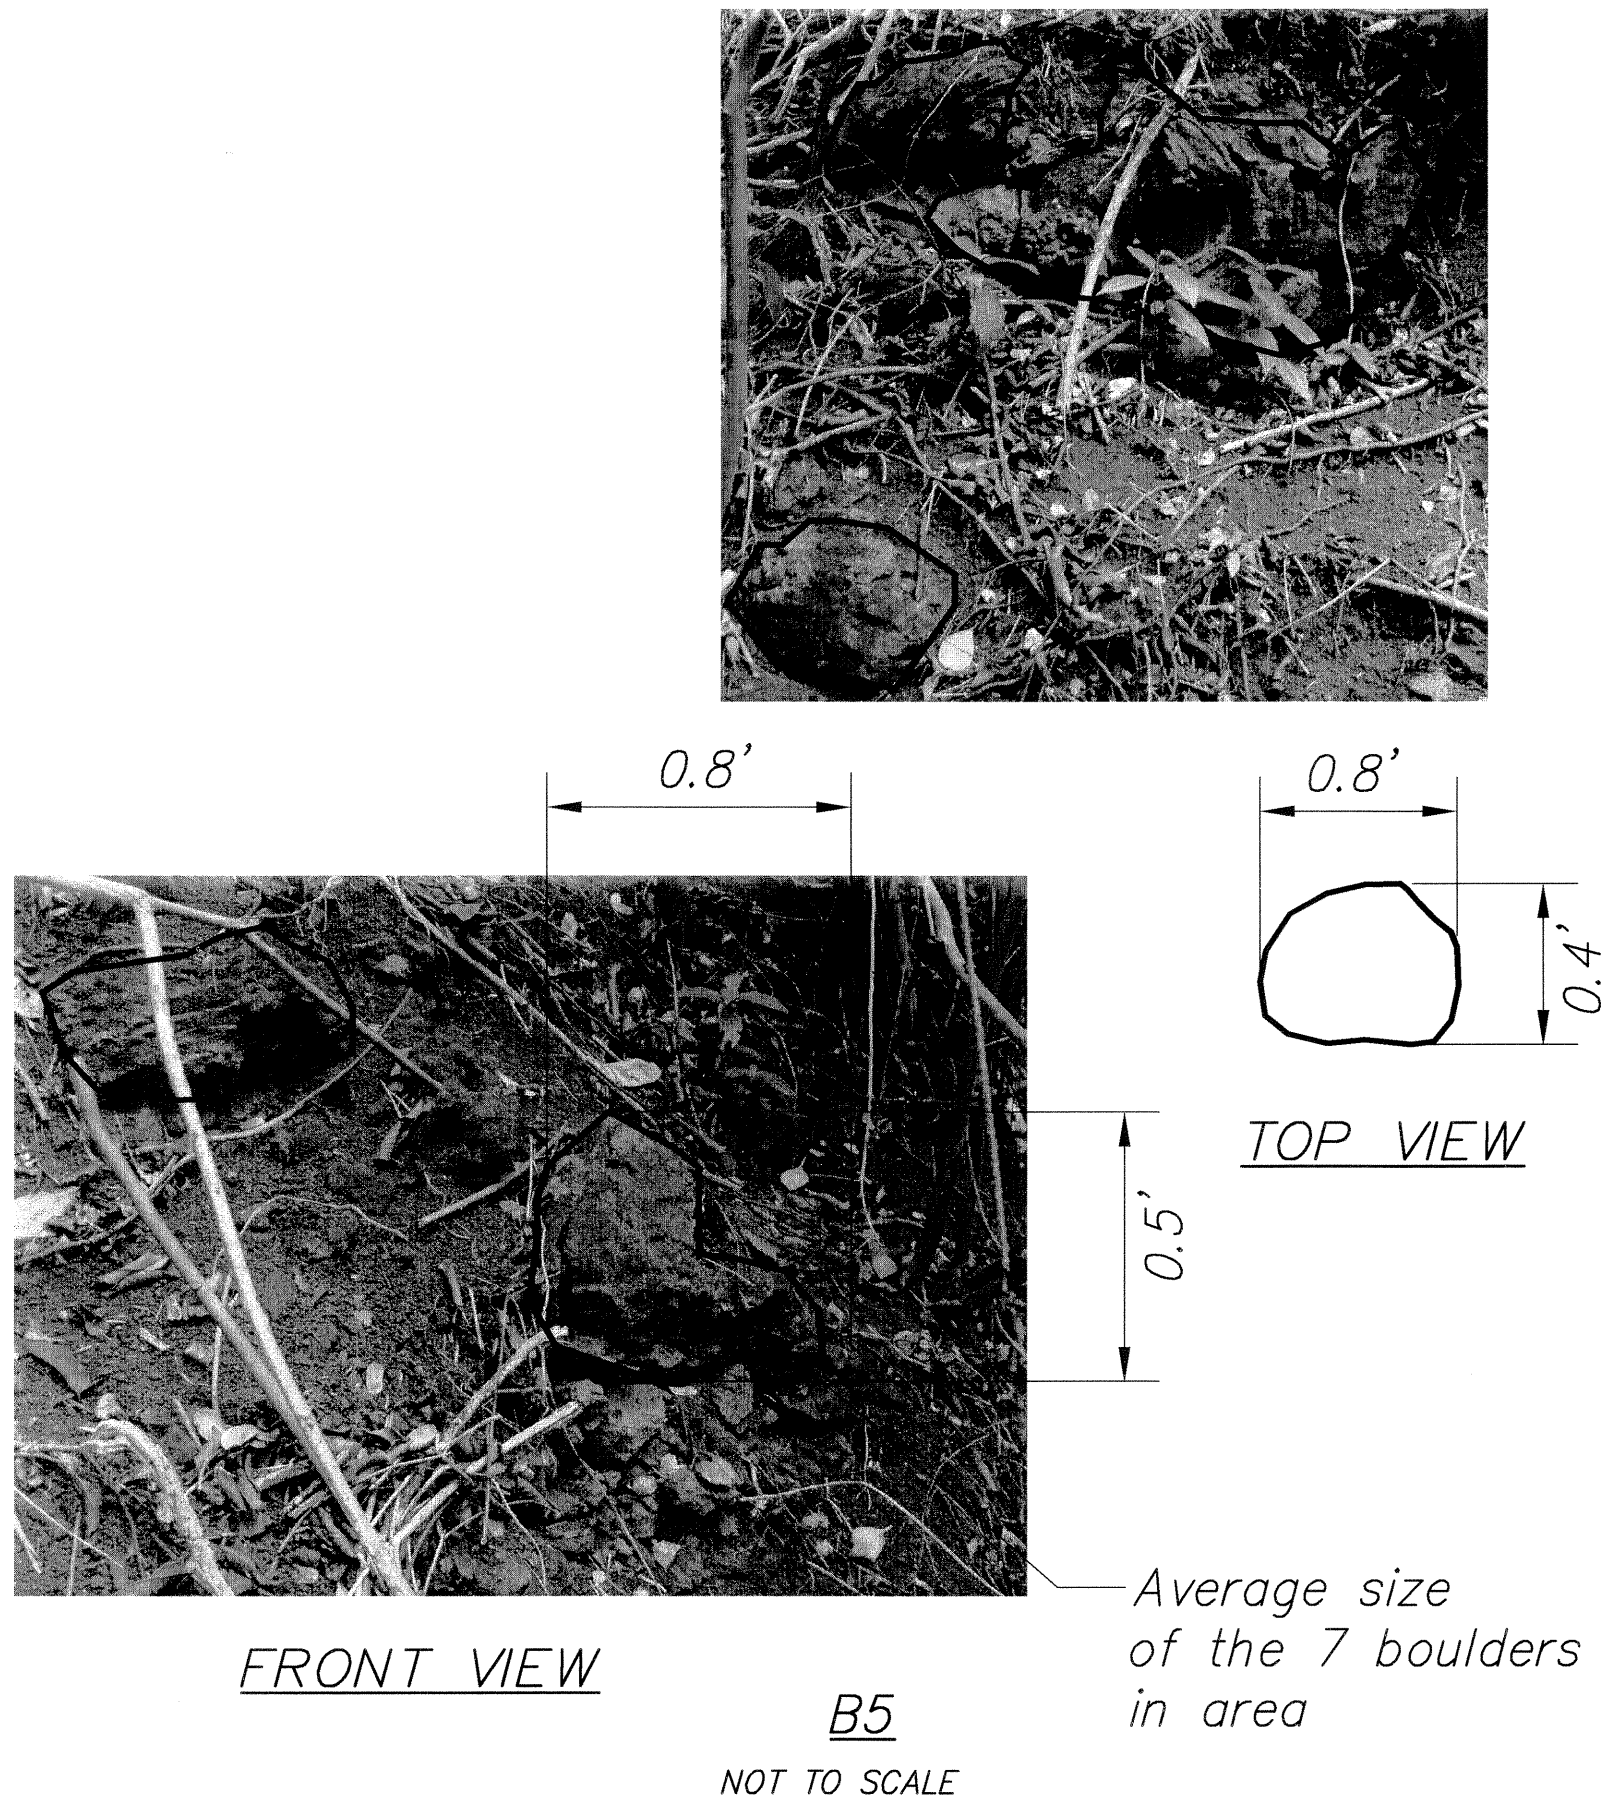 0.8'
0.8'
0.4'
TOP VIEW
0.5'
Average size
of the 7 boulders
in area
FRONT VIEW
B5
NOT TO SCALE